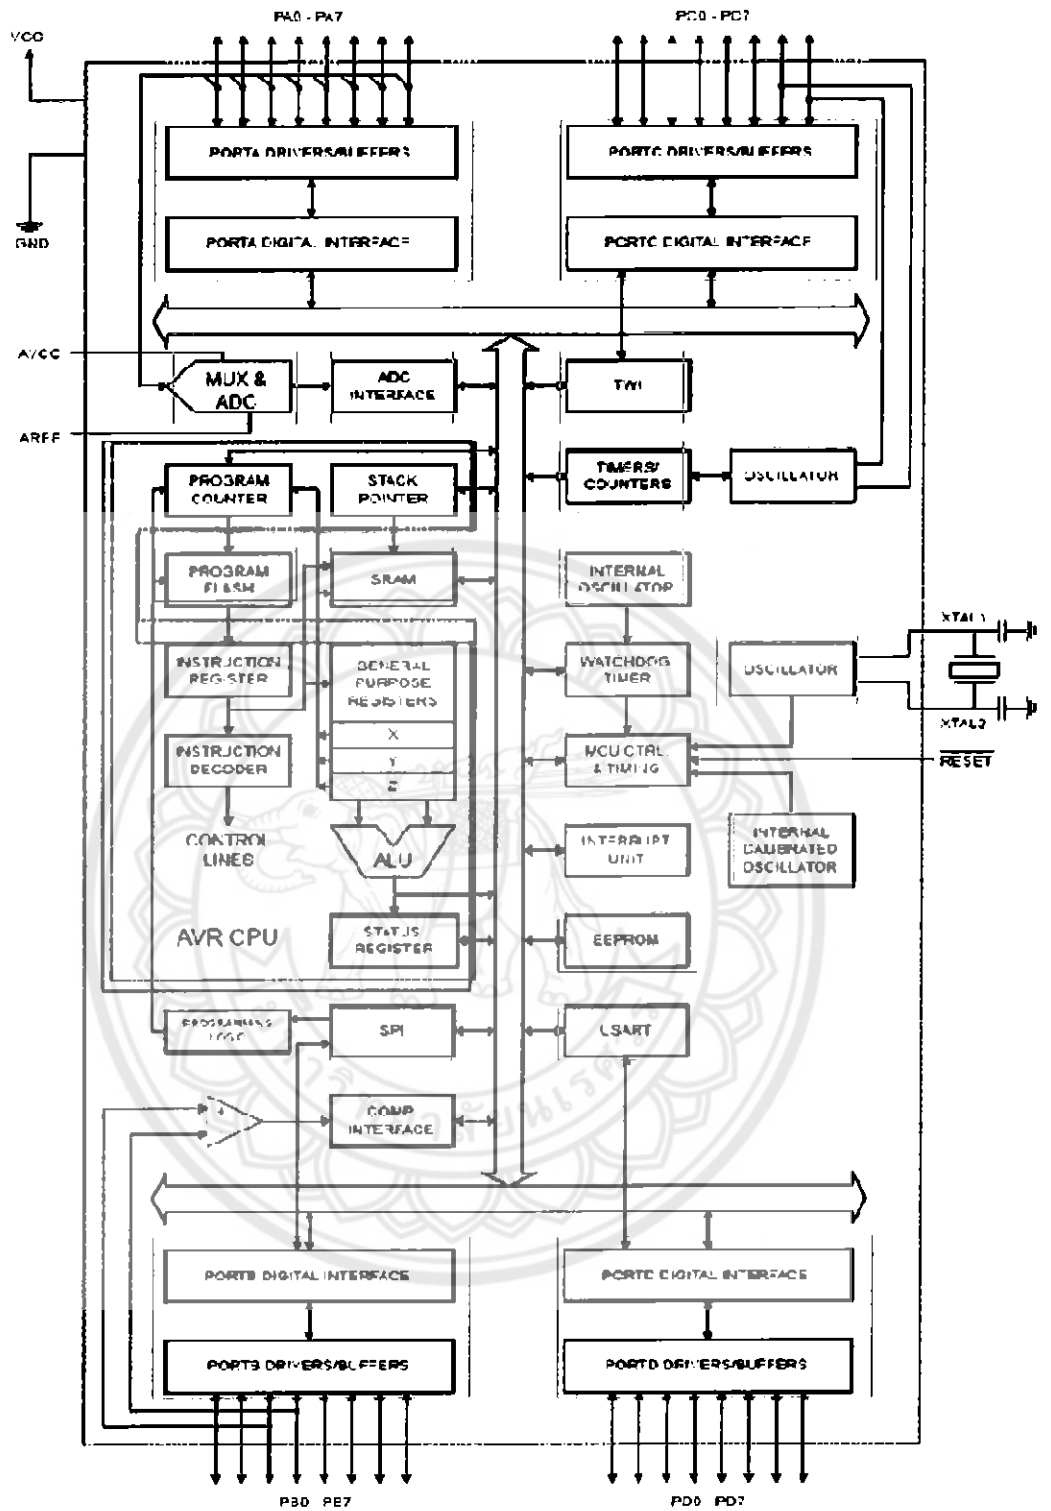 PA0 - PA7
PC0 - PC7
VCC
PORTA DRIVERS/BUFFERS
PORTC DRIVERS/BUFFERS
GND
PORTA DIGITAL INTERFACE
PORTC DIGITAL INTERFACE
AVCC
MUX &
ADC
ADC
INTERFACE
TWI
AREF
PROGRAM
COUNTER
STACK
POINTER
TIMERS/
COUNTERS
OSCILLATOR
PROGRAM
FLASH
SRAM
INTERNAL
OSCILLATOR
XTAL1
INSTRUCTION
REGISTER
GENERAL
PURPOSE
REGISTERS
WATCHDOG
TIMER
OSCILLATOR
X
XTAL2
INSTRUCTION
DECODER
Y
Z
MCU CTRL.
& TIMING
RESET
CONTROL
LINES
ALU
INTERRUPT
UNIT
INTERNAL
CALIBRATED
OSCILLATOR
AVR CPU
STATUS
REGISTER
EEPROM
PROGRAMMING
LOGIC
SPI
USART
+
-
COMP.
INTERFACE
PORTB DIGITAL INTERFACE
PORTD DIGITAL INTERFACE
PORTB DRIVERS/BUFFERS
PORTD DRIVERS/BUFFERS
PB0 - PB7
PD0 - PD7